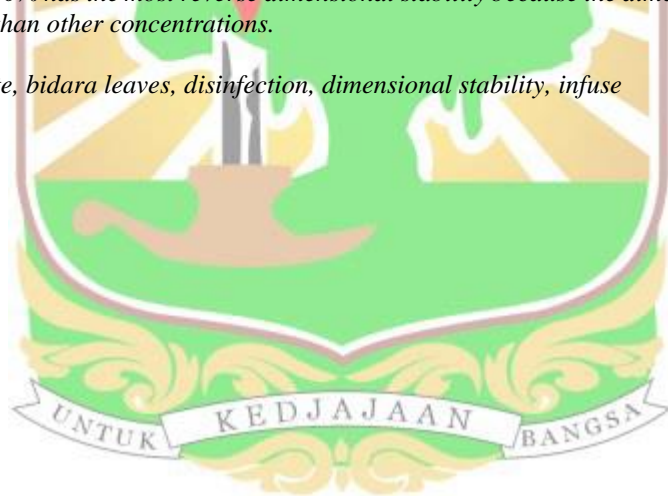 has the most reverse dimensional stability because the
than other concentrations.
bidara leaves, disinfection, dimensional stability, infuse
UNTUK KEDJAJAAN BANGSA